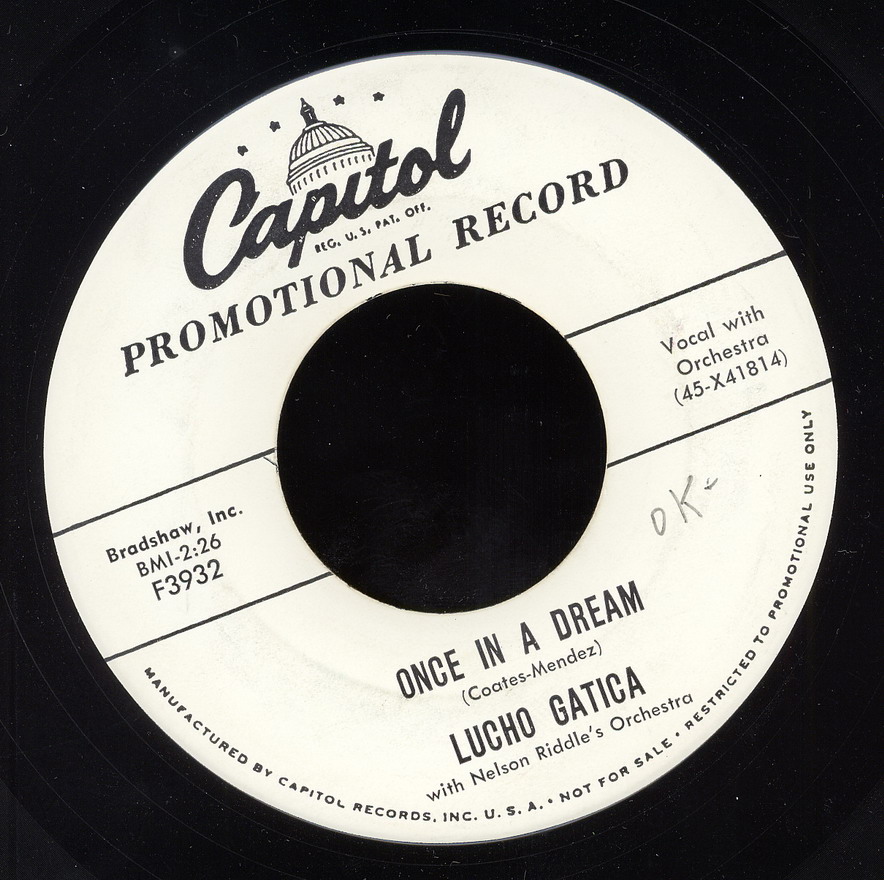 Capitol
REG. U.S. PAT. OFF.
PROMOTIONAL RECORD
Vocal with
Orchestra
(45-X41814)
Bradshaw, Inc.
BMI-2:26
F3932
OK-
ONCE IN A DREAM
(Coates-Mendez)
LUCHO GATICA
with Nelson Riddle's Orchestra
MANUFACTURED BY CAPITOL RECORDS, INC. U. S. A. • NOT FOR SALE • RESTRICTED TO PROMOTIONAL USE ONLY